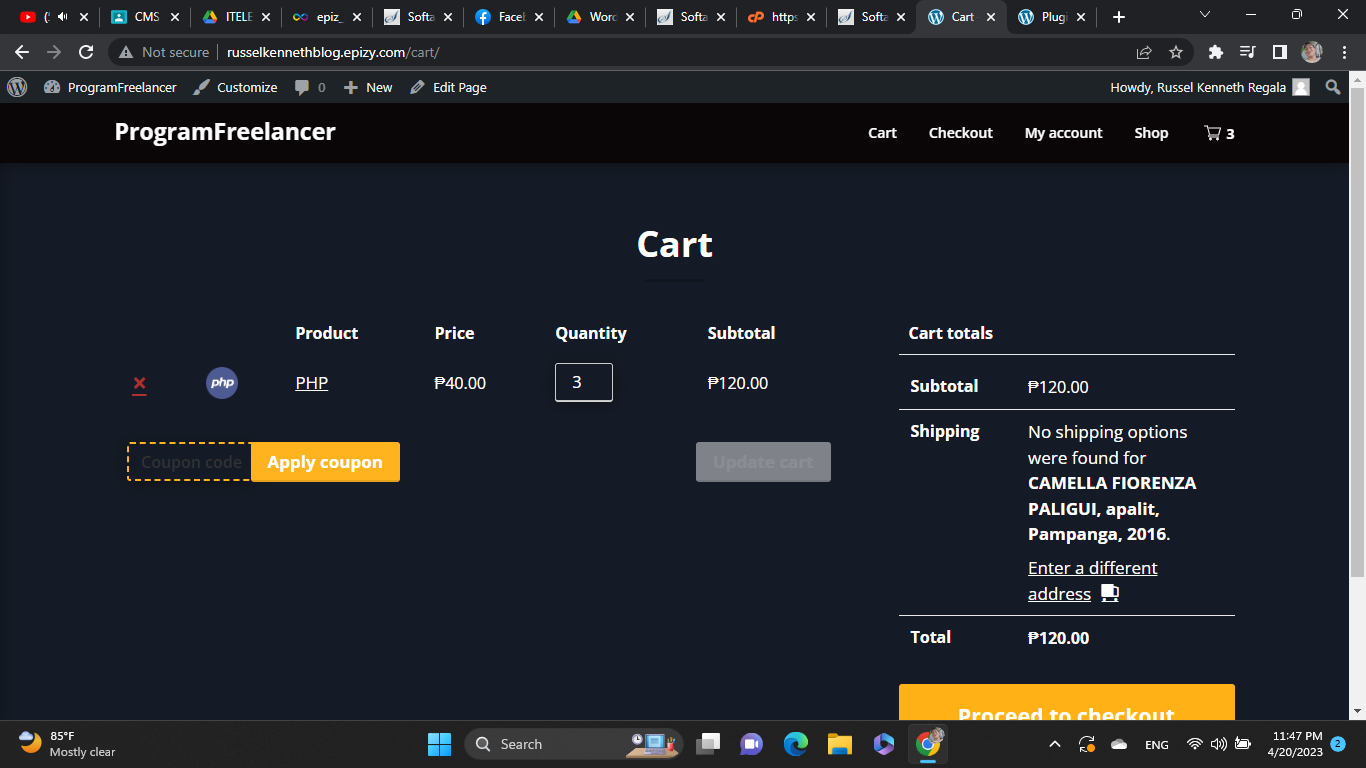 (! CMS ITELE epiz_ Softa Faceb Word Softa https Softa Cart Plugi
Not secure russelkennethblog.epizy.com/cart/
ProgramFreelancer Customize 0 New Edit Page Howdy, Russel Kenneth Regala
ProgramFreelancer Cart Checkout My account Shop 3
Cart
Product Price Quantity Subtotal Cart totals
× php PHP ₱40.00 3 ₱120.00
Subtotal ₱120.00
Shipping No shipping options
were found for
CAMELLA FIORENZA
PALIGUI, apalit,
Pampanga, 2016.
Coupon code Apply coupon Update cart
Enter a different
address
Total ₱120.00
Proceed to checkout
85°F
Mostly clear
Search
ENG
11:47 PM
4/20/2023
2